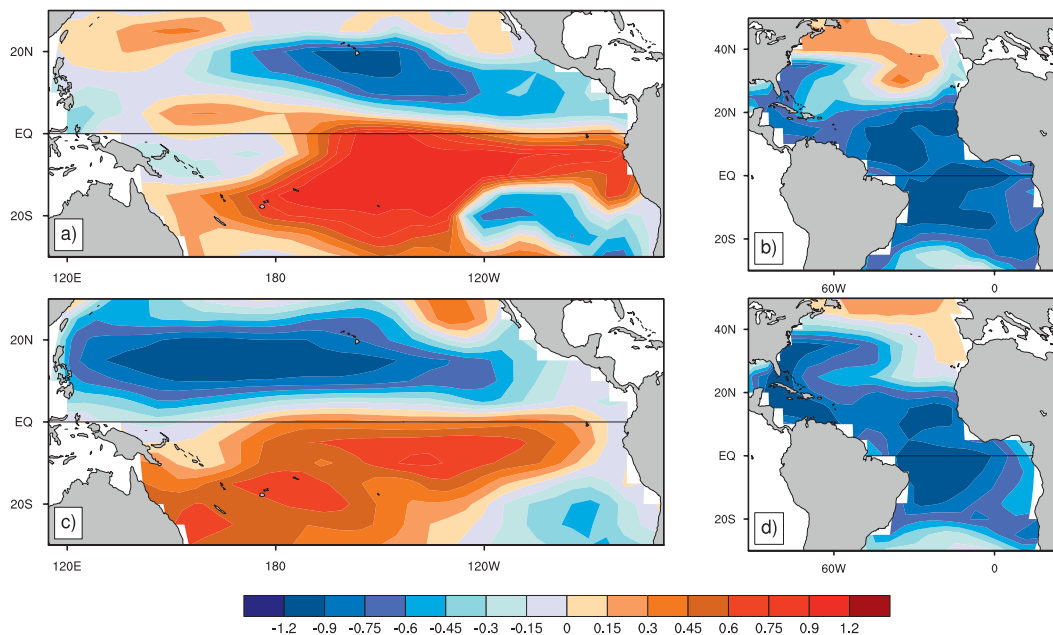 20N
EQ
20S
a)
120E
180
120W
40N
20N
EQ
20S
b)
60W
0
20N
EQ
20S
c)
120E
180
120W
40N
20N
EQ
20S
d)
60W
0
-1.2 -0.9 -0.75 -0.6 -0.45 -0.3 -0.15 0 0.15 0.3 0.45 0.6 0.75 0.9 1.2